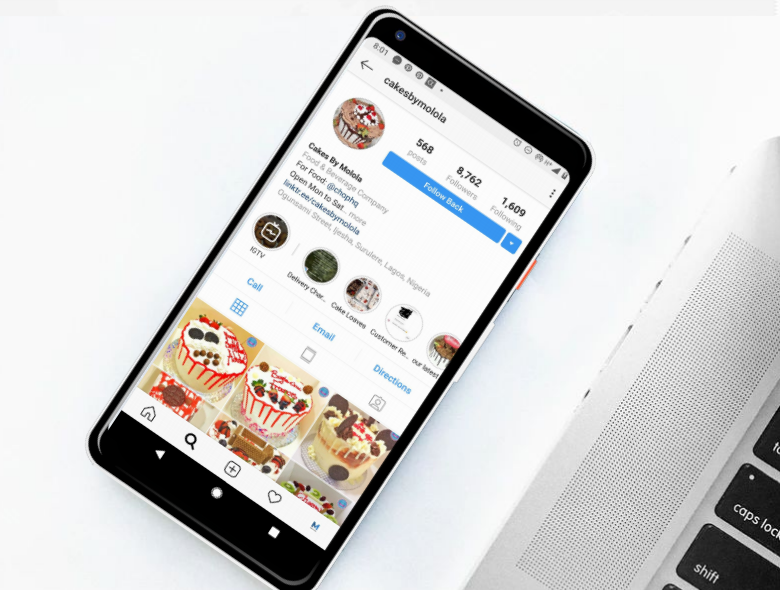 8:01
cakesbymolola
568
posts
8,762
Followers
1,609
Following
Follow Back
Cakes By Molola
Food & Beverage Company
For Food: @chophq
Open Mon to Sat... more
linktr.ee/cakesbymolola
Ogunsami Street, Ijesha, Surulere, Lagos, Nigeria
IGTV
Delivery Char...
Cake Loaves
Customer Re...
our latest
Call
Email
Directions
caps lock
shift